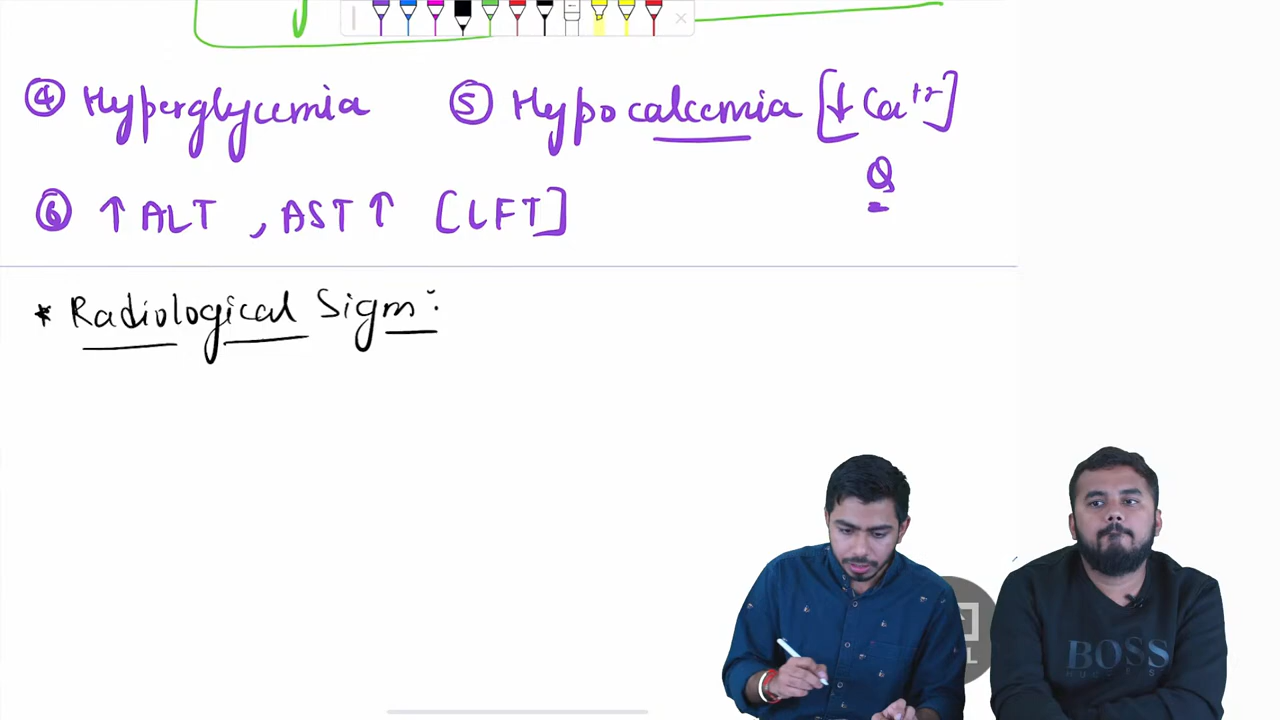 ④ Hyperglycemia ⑤ Hypocalcemia [↓ Ca⁺²]
Q
⑥ ↑ ALT , AST ↑ [LFT]
* Radiological Sign :
BOSS